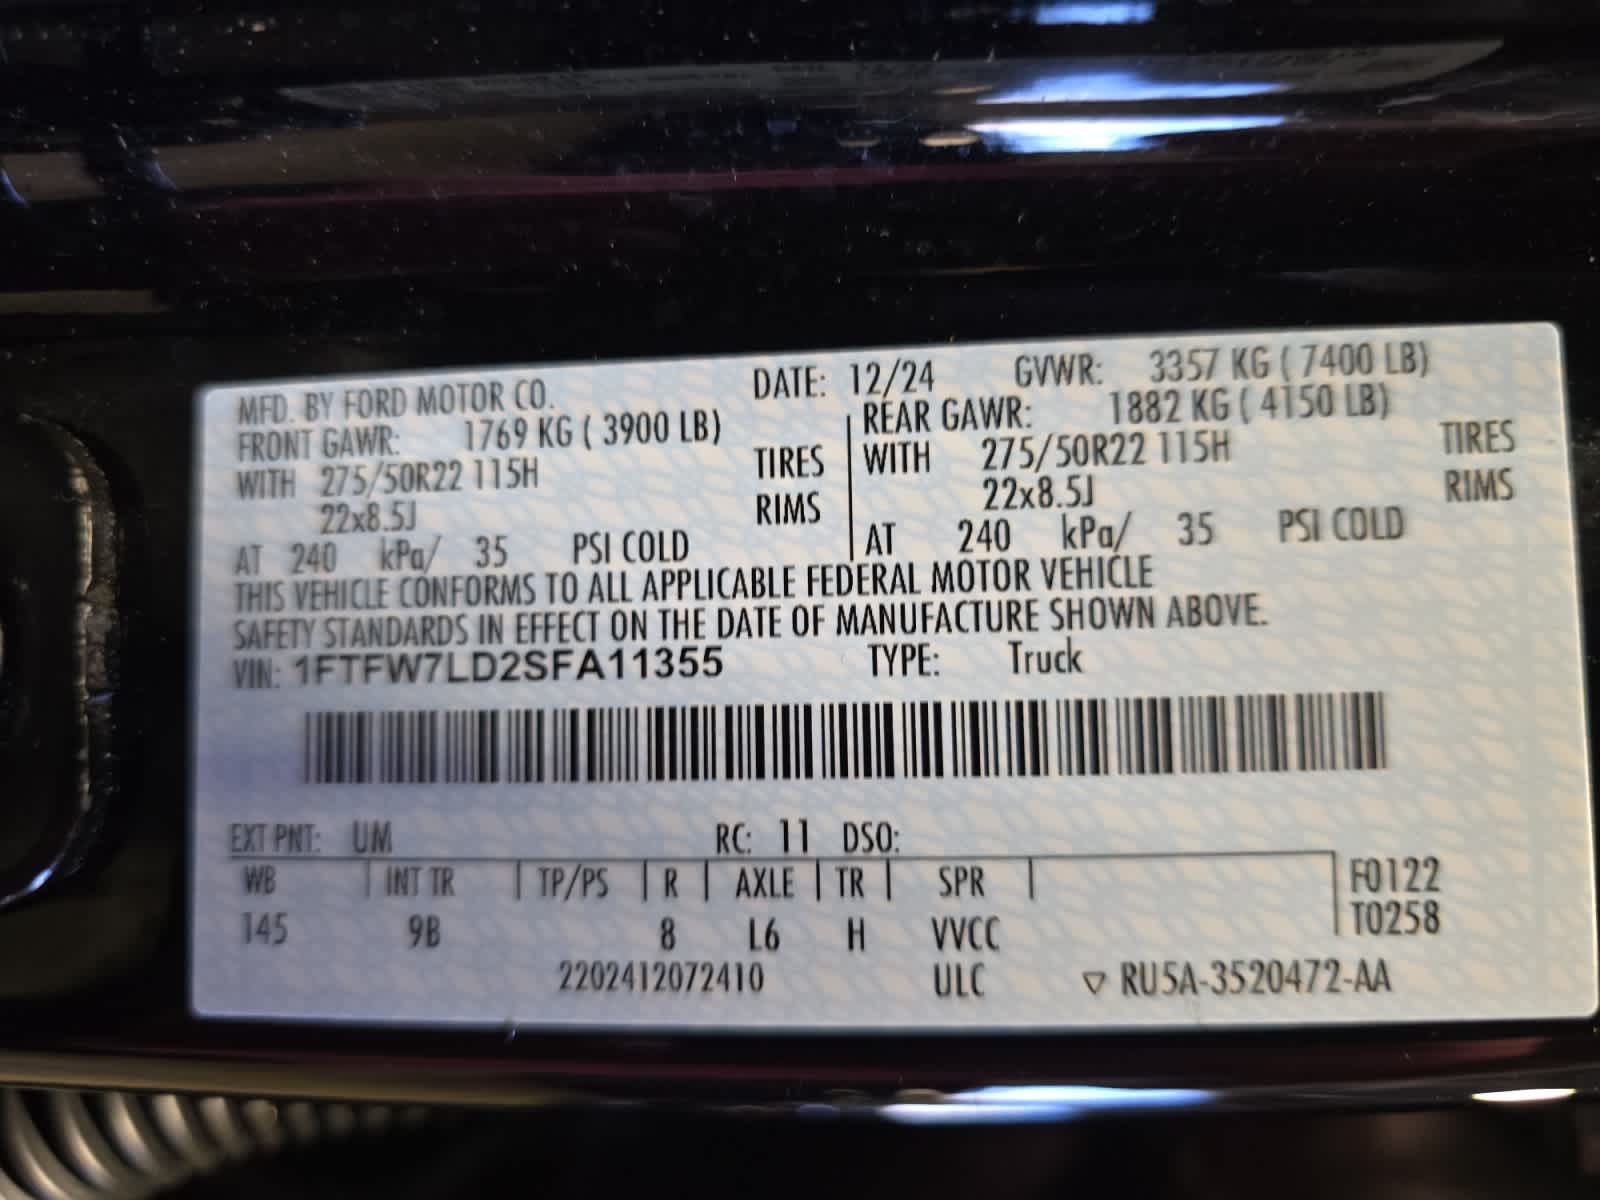 MFD. BY FORD MOTOR CO. DATE: 12/24 GVWR: 3357 KG ( 7400 LB)
FRONT GAWR: 1769 KG ( 3900 LB) REAR GAWR: 1882 KG ( 4150 LB)
WITH 275/50R22 115H TIRES WITH 275/50R22 115H TIRES
22x8.5J RIMS 22x8.5J RIMS
AT 240 kPa/ 35 PSI COLD AT 240 kPa/ 35 PSI COLD
THIS VEHICLE CONFORMS TO ALL APPLICABLE FEDERAL MOTOR VEHICLE
SAFETY STANDARDS IN EFFECT ON THE DATE OF MANUFACTURE SHOWN ABOVE.
VIN: 1FTFW7LD2SFA11355 TYPE: Truck
EXT PNT: UM RC: 11 DSO:
WB INT TR TP/PS R AXLE TR SPR F0122
145 9B 8 L6 H VVCC T0258
2202412072410 ULC ▽ RU5A-3520472-AA